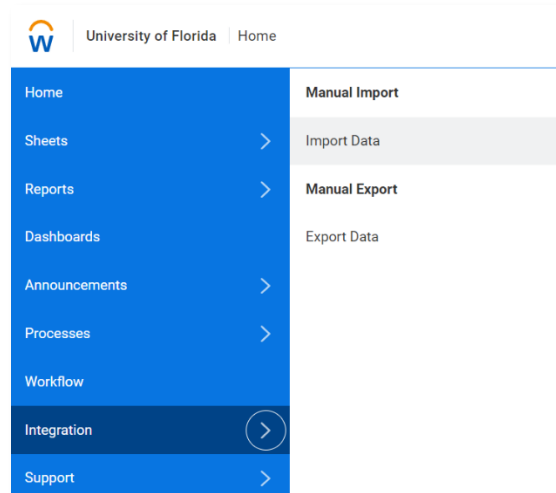 University of Florida Home
Home
Sheets
Reports
Dashboards
Announcements
Processes
Workflow
Integration
Support
Manual Import
Import Data
Manual Export
Export Data